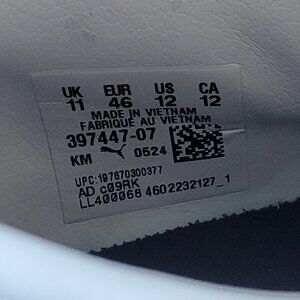 UK EUR US CA
11 46 12 12
MADE IN VIETNAM
FABRIQUE AU VIETNAM
397447-07
KM 0524
UPC:197670300377
AD c09RK
LL400068 4602232127_1